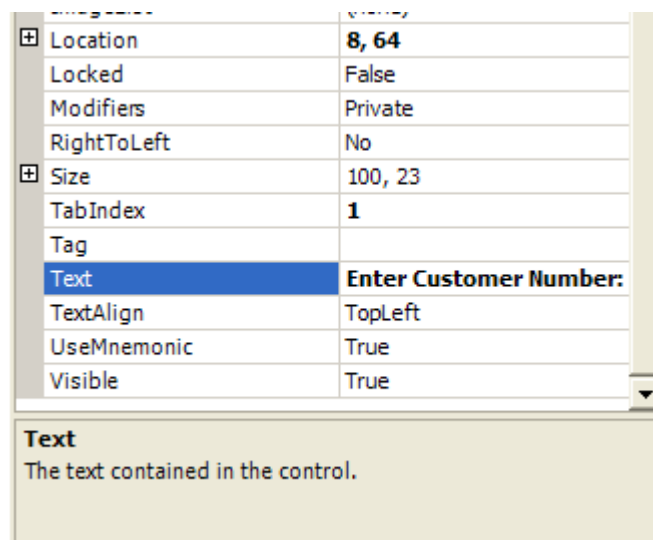 Location 8, 64
Locked False
Modifiers Private
RightToLeft No
Size 100, 23
TabIndex 1
Tag
Text Enter Customer Number:
TextAlign TopLeft
UseMnemonic True
Visible True
Text
The text contained in the control.